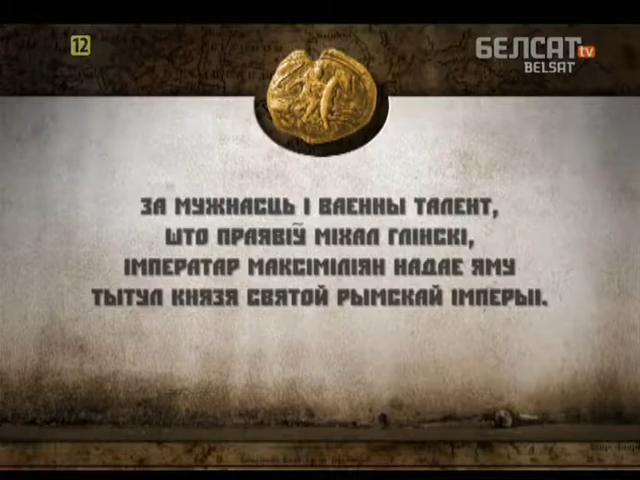 12
БЕЛСАТ tv
BELSAT
ЗА МУЖНАСЦЬ І ВАЕННЫ ТАЛЕНТ,
ШТО ПРАЯВІЎ МІХАЛ ГЛІНСКІ,
ІМПЕРАТАР МАКСІМІЛІЯН НАДАЕ ЯМУ
ТЫТУЛ КНЯЗЯ СВЯТОЙ РЫМСКАЙ ІМПЕРЫІ.